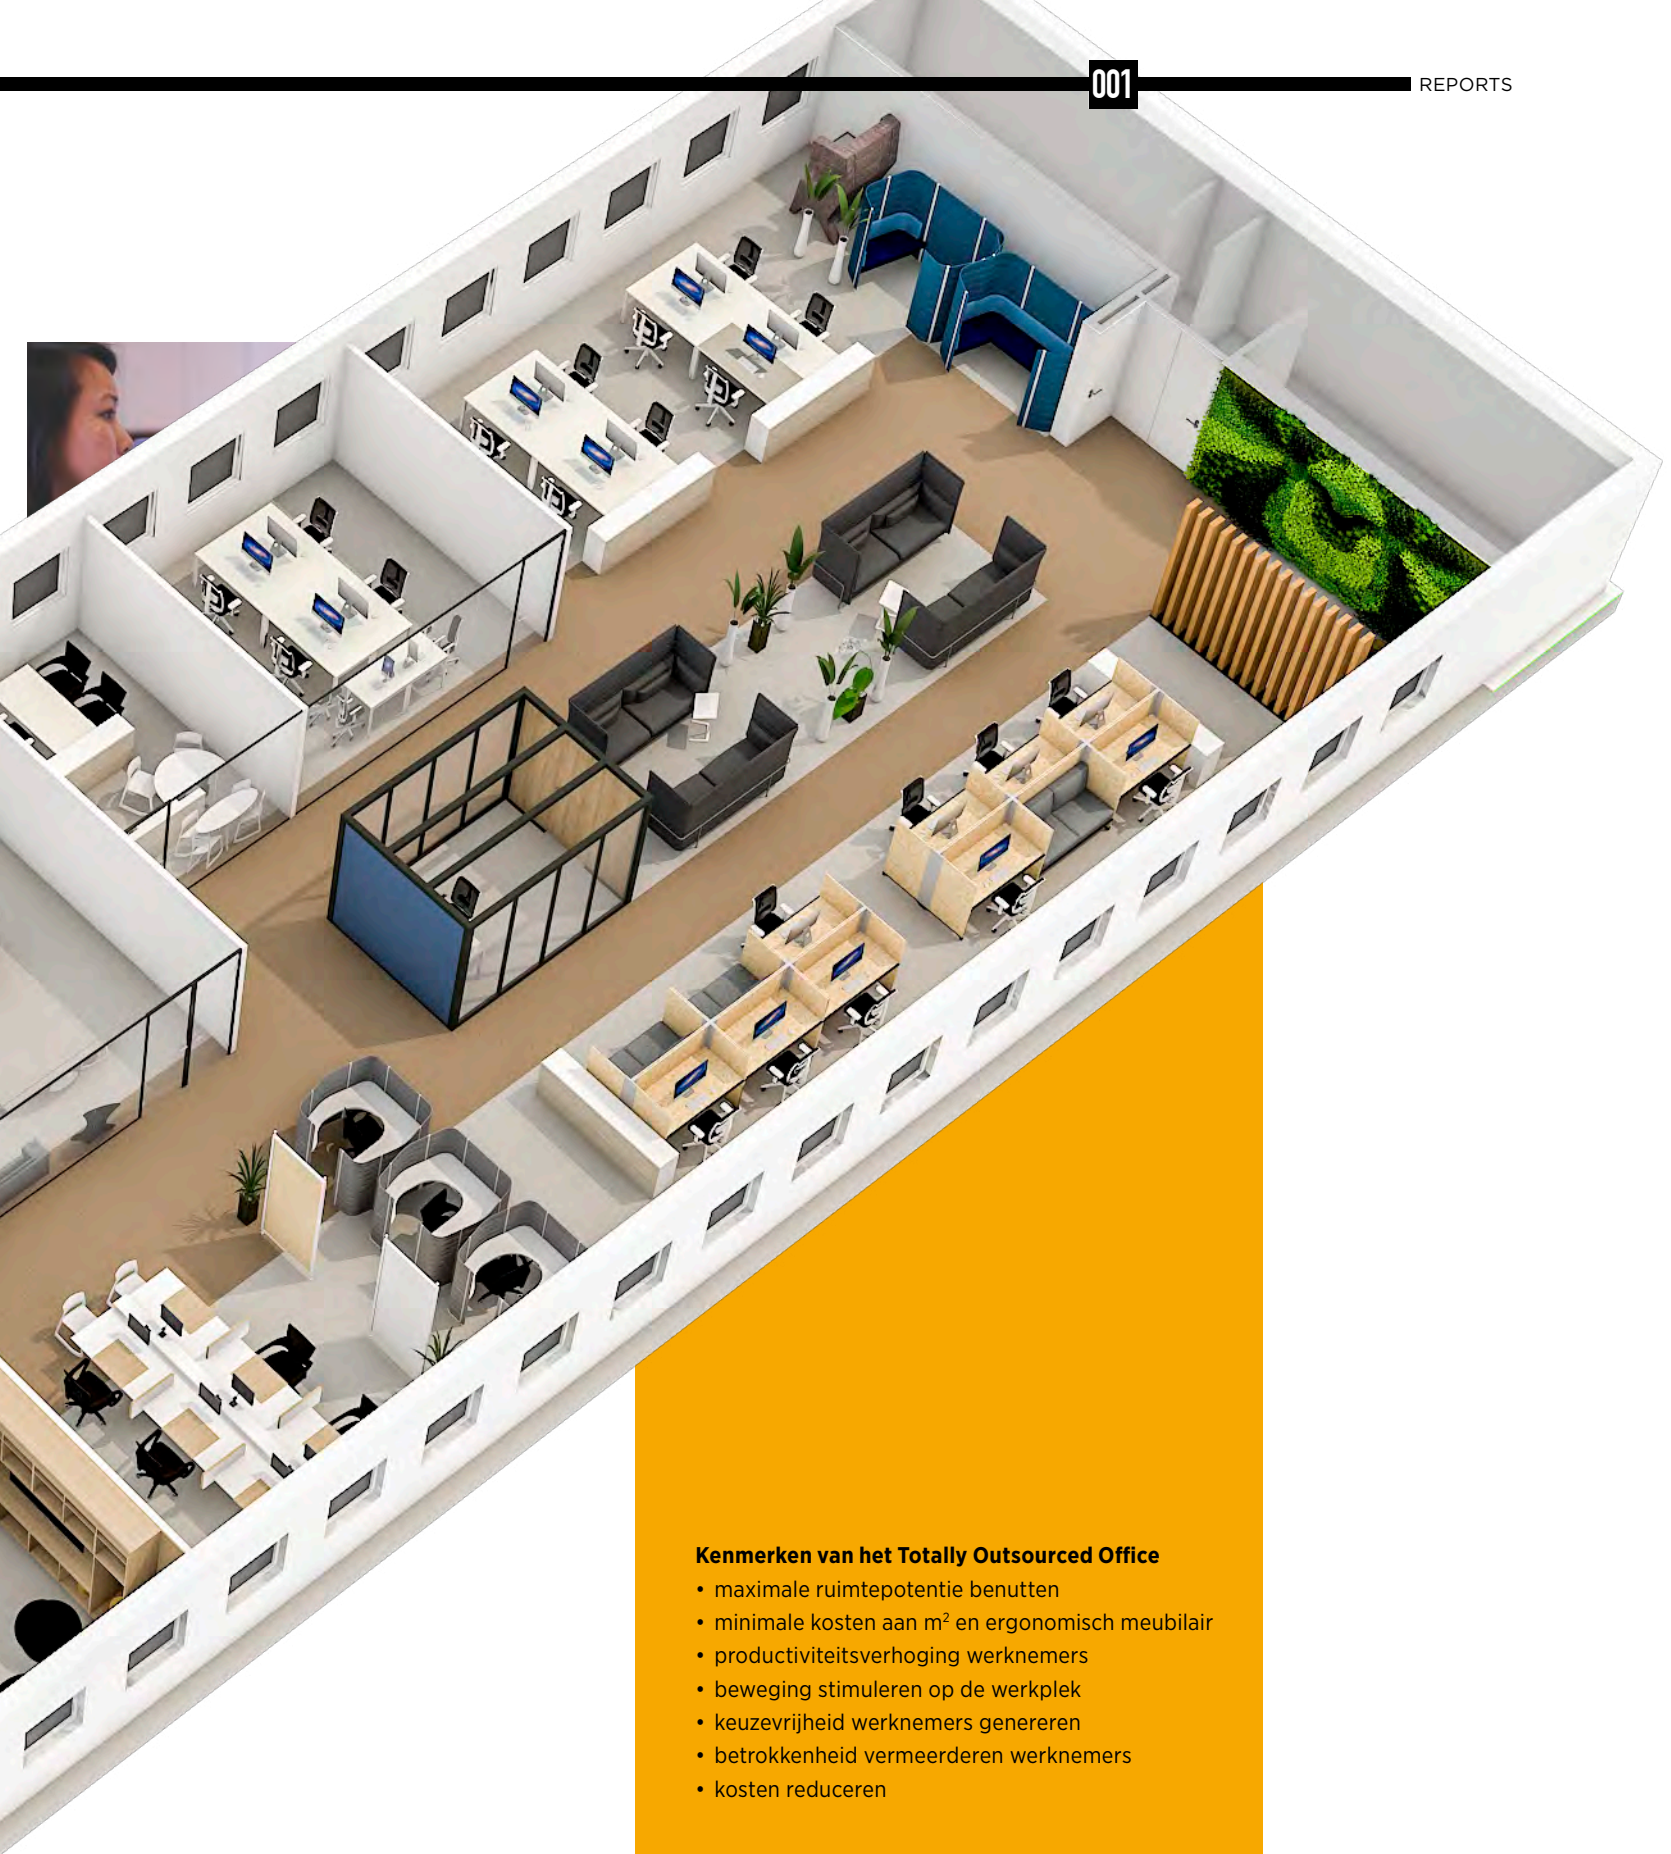 001
REPORTS
Kenmerken van het Totally Outsourced Office
• maximale ruimtepotentie benutten
• minimale kosten aan m² en ergonomisch meubilair
• productiviteitsverhoging werknemers
• beweging stimuleren op de werkplek
• keuzevrijheid werknemers genereren
• betrokkenheid vermeerderen werknemers
• kosten reduceren